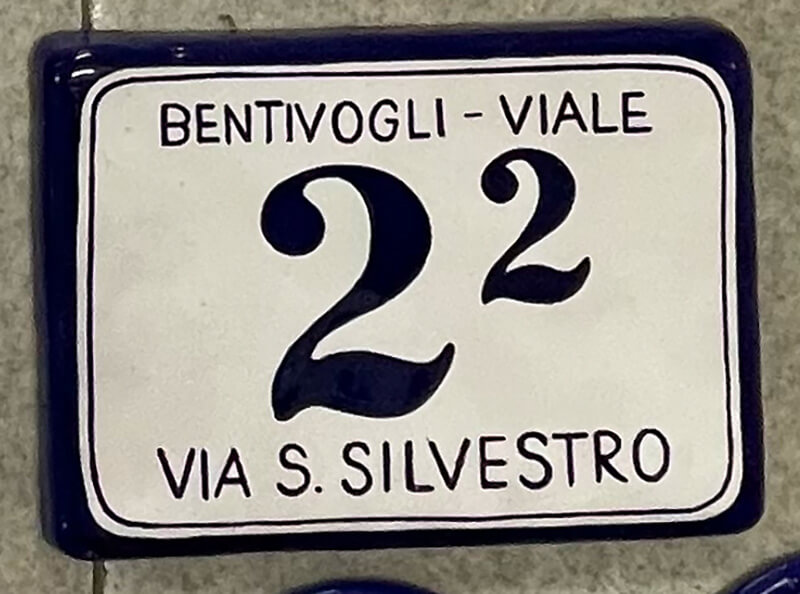 BENTIVOGLI - VIALE
2²
VIA S. SILVESTRO